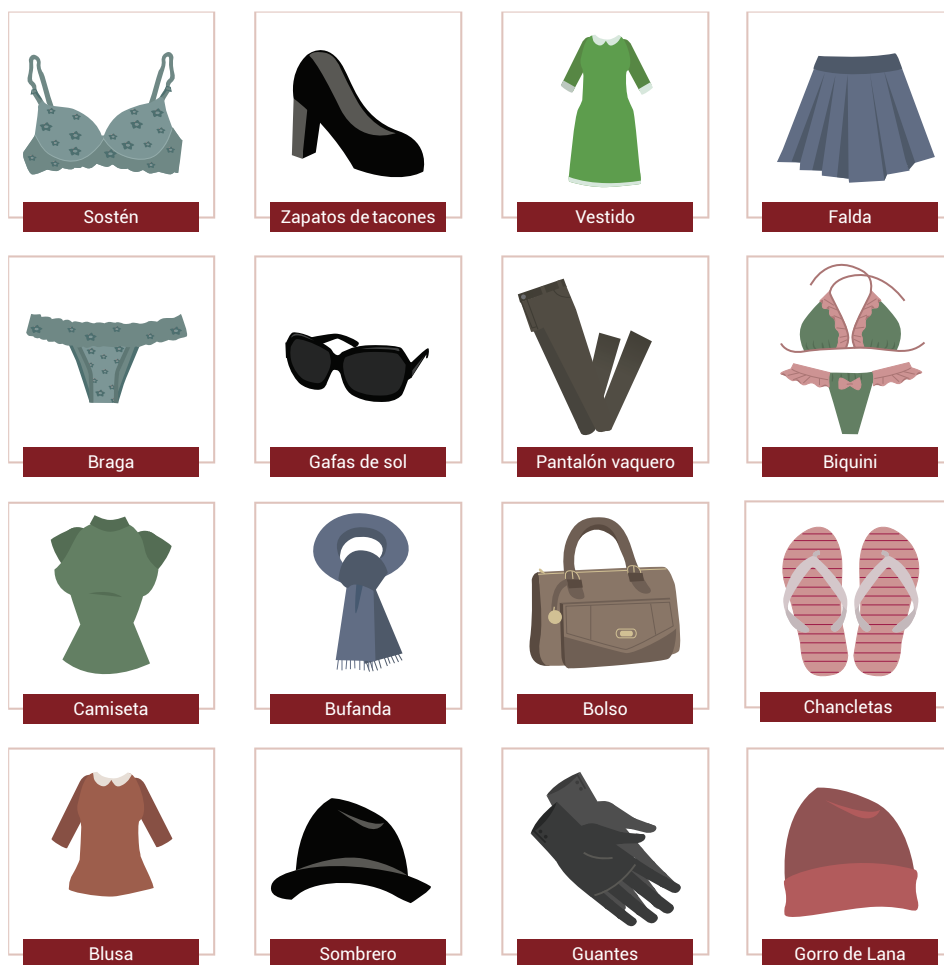 Sostén
Zapatos de tacones
Vestido
Falda
Braga
Gafas de sol
Pantalón vaquero
Biquini
Camiseta
Bufanda
Bolso
Chancletas
Blusa
Sombrero
Guantes
Gorro de Lana